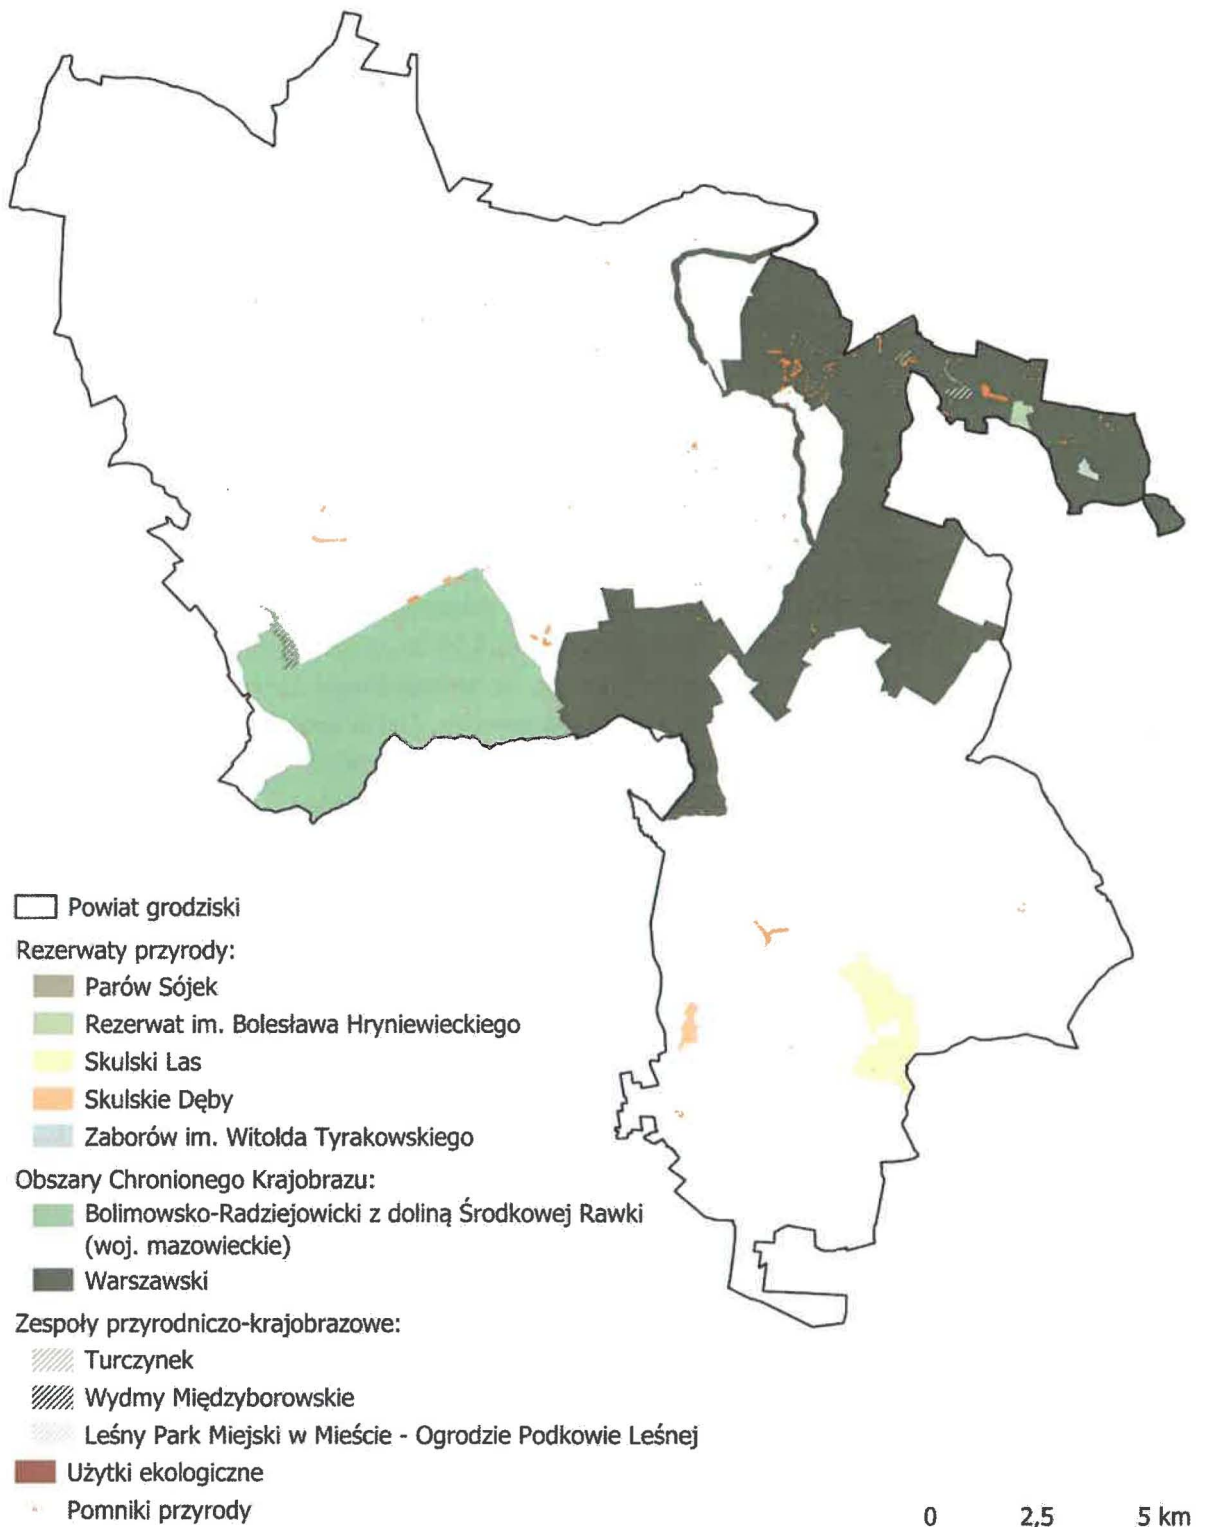 Powiat grodziski
Rezerwaty przyrody:
Parów Sójek
Rezerwat im. Bolesława Hryniewieckiego
Skulski Las
Skulskie Dęby
Zaborów im. Witolda Tyrakowskiego
Obszary Chronionego Krajobrazu:
Bolimowsko-Radziejowicki z doliną Środkowej Rawki
(woj. mazowieckie)
Warszawski
Zespoły przyrodniczo-krajobrazowe:
Turczynek
Wydmy Międzyborowskie
Leśny Park Miejski w Mieście - Ogrodzie Podkowie Leśnej
Użytki ekologiczne
Pomniki przyrody
0 2,5 5 km